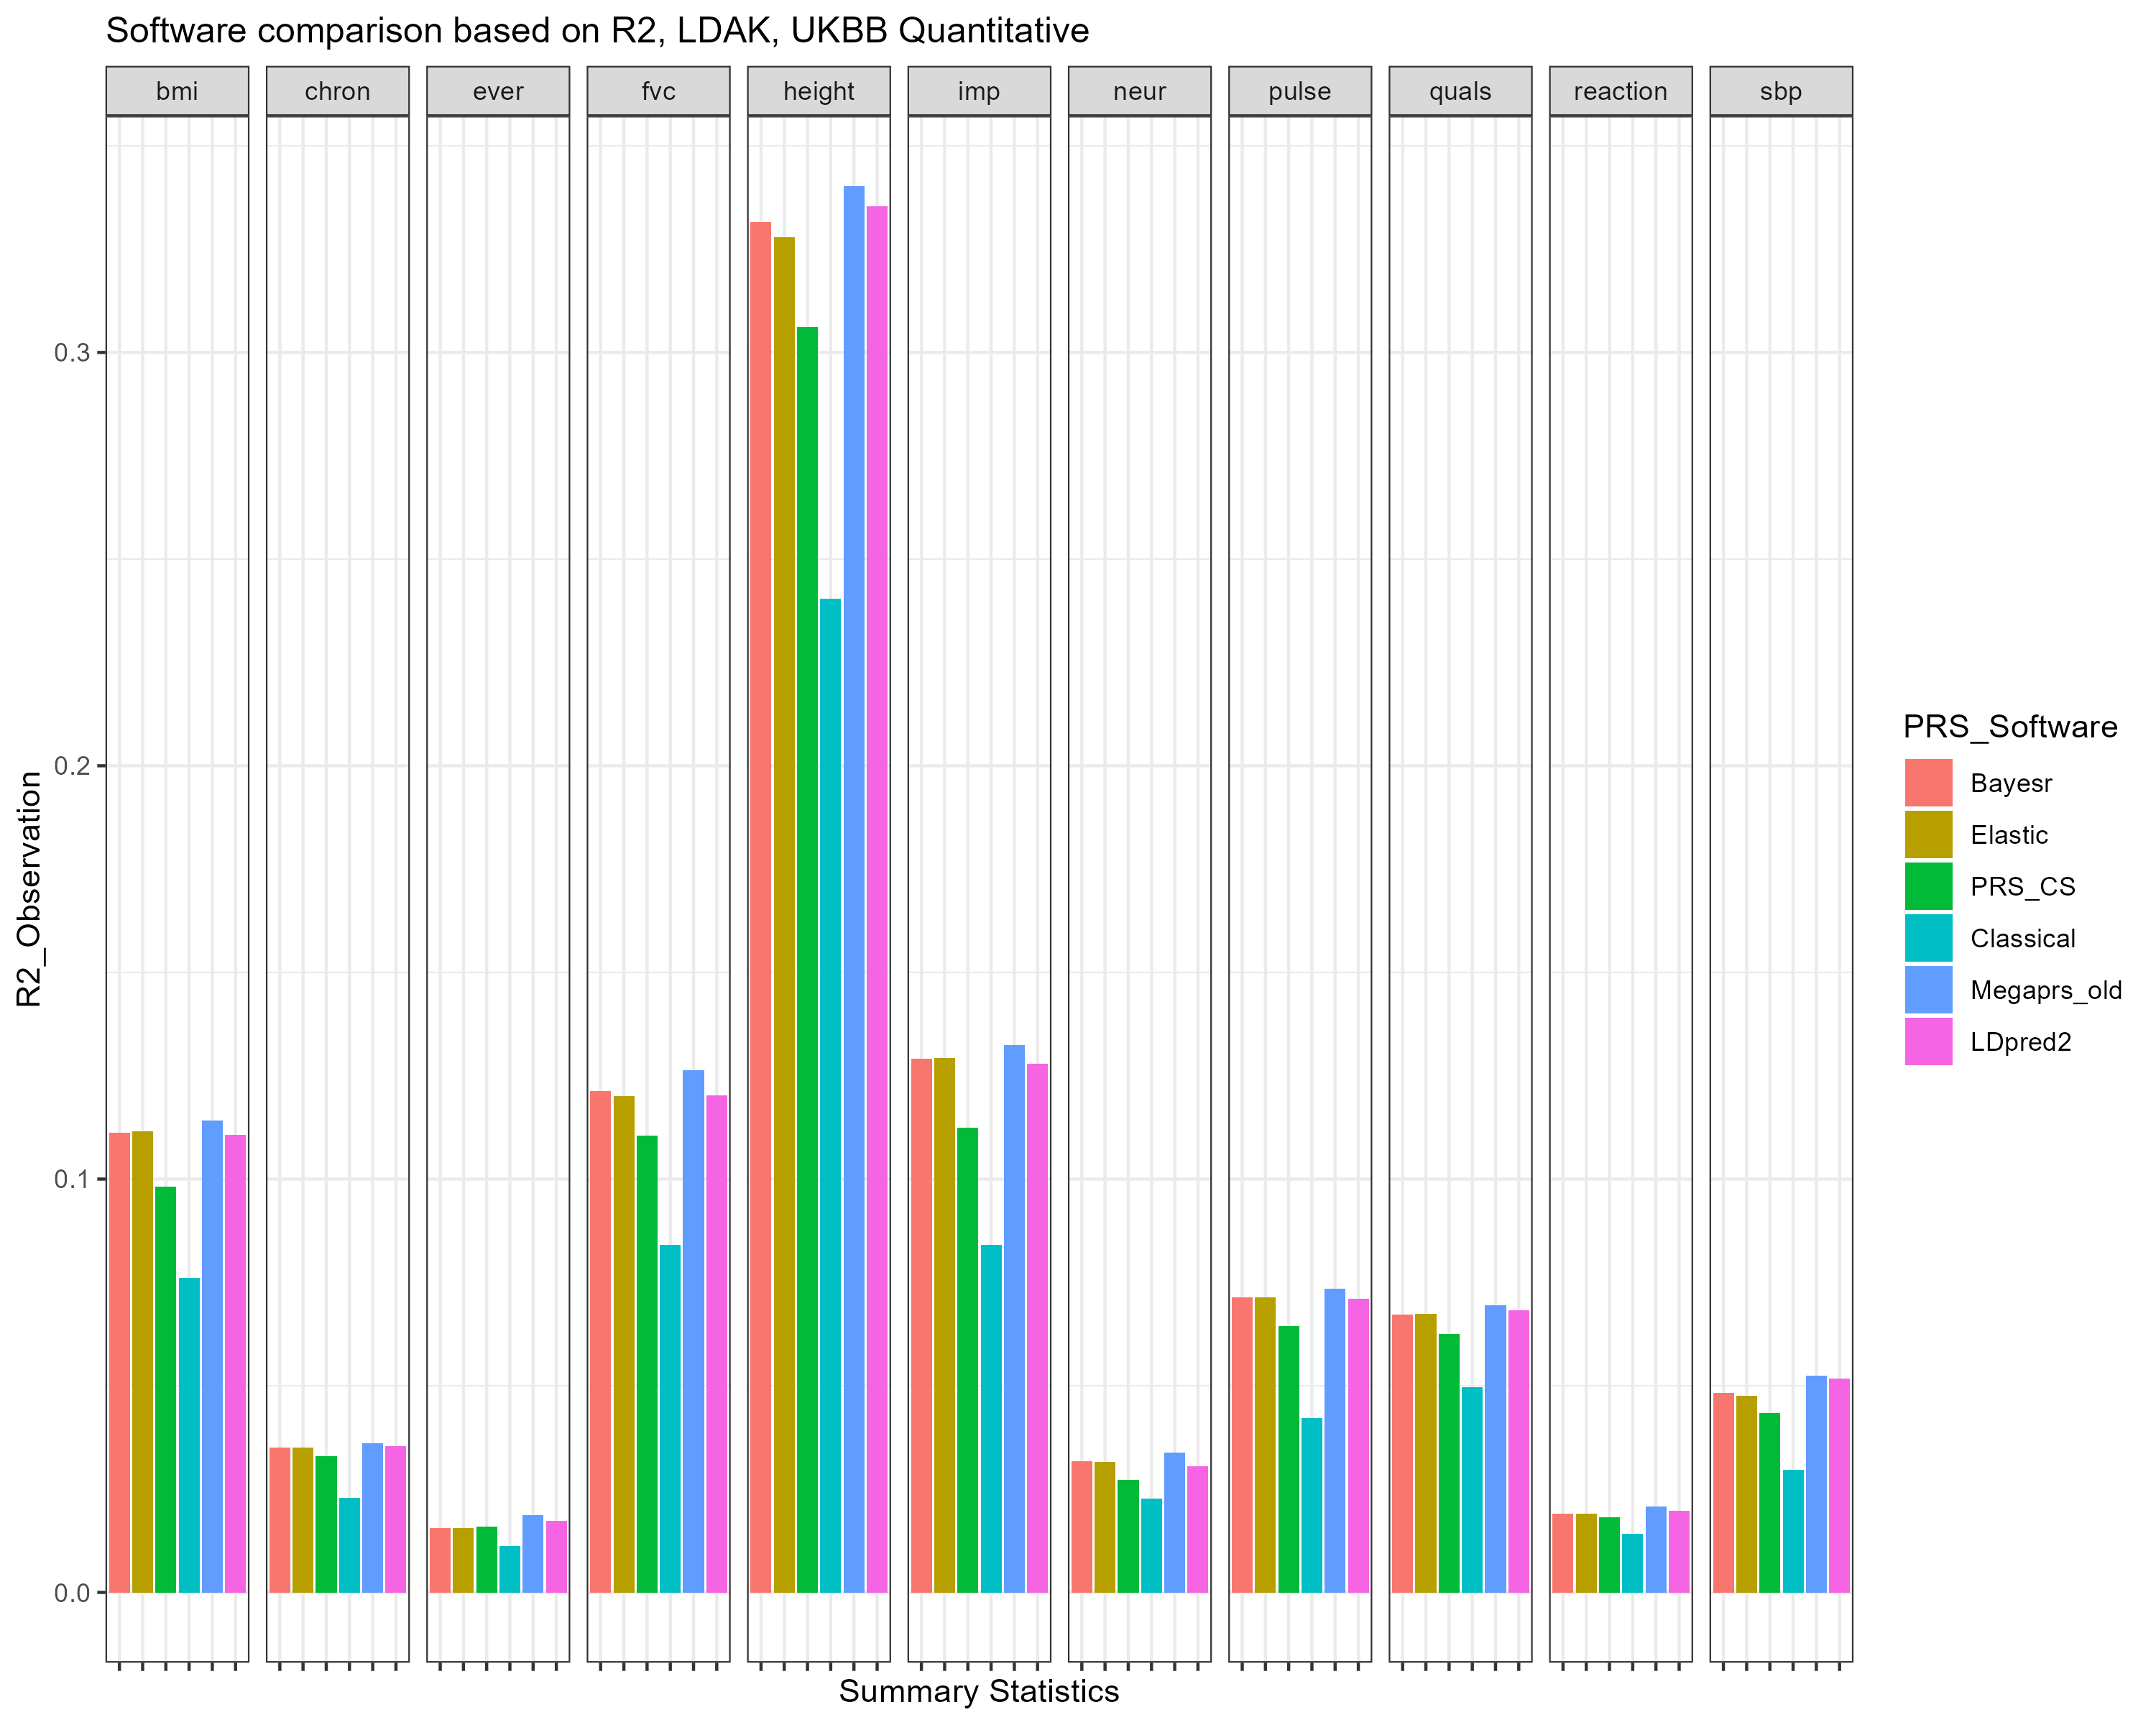 Software comparison based on R2, LDAK, UKBB Quantitative
bmi chron ever fvc height imp neur pulse quals reaction sbp
0.3
0.2
0.1
0.0
R2_Observation
Summary Statistics
PRS_Software
Bayesr
Elastic
PRS_CS
Classical
Megaprs_old
LDpred2